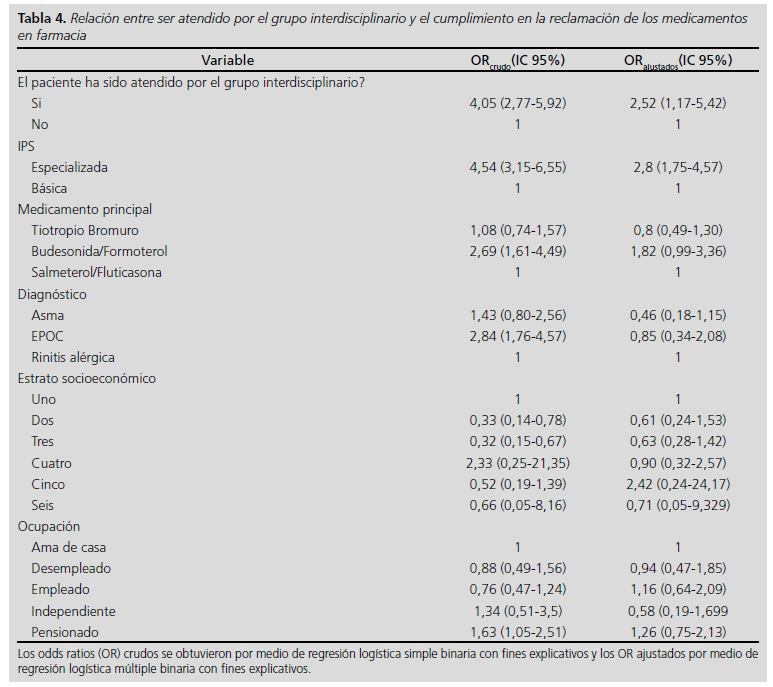 Tabla 4. Relación entre ser atendido por el grupo interdisciplinario y el cumplimiento en la reclamación de los medicamentos
en farmacia
Variable ORcrudo(IC 95%) ORajustados(IC 95%)
El paciente ha sido atendido por el grupo interdisciplinario?
Si 4,05 (2,77-5,92) 2,52 (1,17-5,42)
No 1 1
IPS
Especializada 4,54 (3,15-6,55) 2,8 (1,75-4,57)
Básica 1 1
Medicamento principal
Tiotropio Bromuro 1,08 (0,74-1,57) 0,8 (0,49-1,30)
Budesonida/Formoterol 2,69 (1,61-4,49) 1,82 (0,99-3,36)
Salmeterol/Fluticasona 1 1
Diagnóstico
Asma 1,43 (0,80-2,56) 0,46 (0,18-1,15)
EPOC 2,84 (1,76-4,57) 0,85 (0,34-2,08)
Rinitis alérgica 1 1
Estrato socioeconómico
Uno 1 1
Dos 0,33 (0,14-0,78) 0,61 (0,24-1,53)
Tres 0,32 (0,15-0,67) 0,63 (0,28-1,42)
Cuatro 2,33 (0,25-21,35) 0,90 (0,32-2,57)
Cinco 0,52 (0,19-1,39) 2,42 (0,24-24,17)
Seis 0,66 (0,05-8,16) 0,71 (0,05-9,329)
Ocupación
Ama de casa 1 1
Desempleado 0,88 (0,49-1,56) 0,94 (0,47-1,85)
Empleado 0,76 (0,47-1,24) 1,16 (0,64-2,09)
Independiente 1,34 (0,51-3,5) 0,58 (0,19-1,699
Pensionado 1,63 (1,05-2,51) 1,26 (0,75-2,13)
Los odds ratios (OR) crudos se obtuvieron por medio de regresión logística simple binaria con fines explicativos y los OR ajustados por medio de
regresión logística múltiple binaria con fines explicativos.